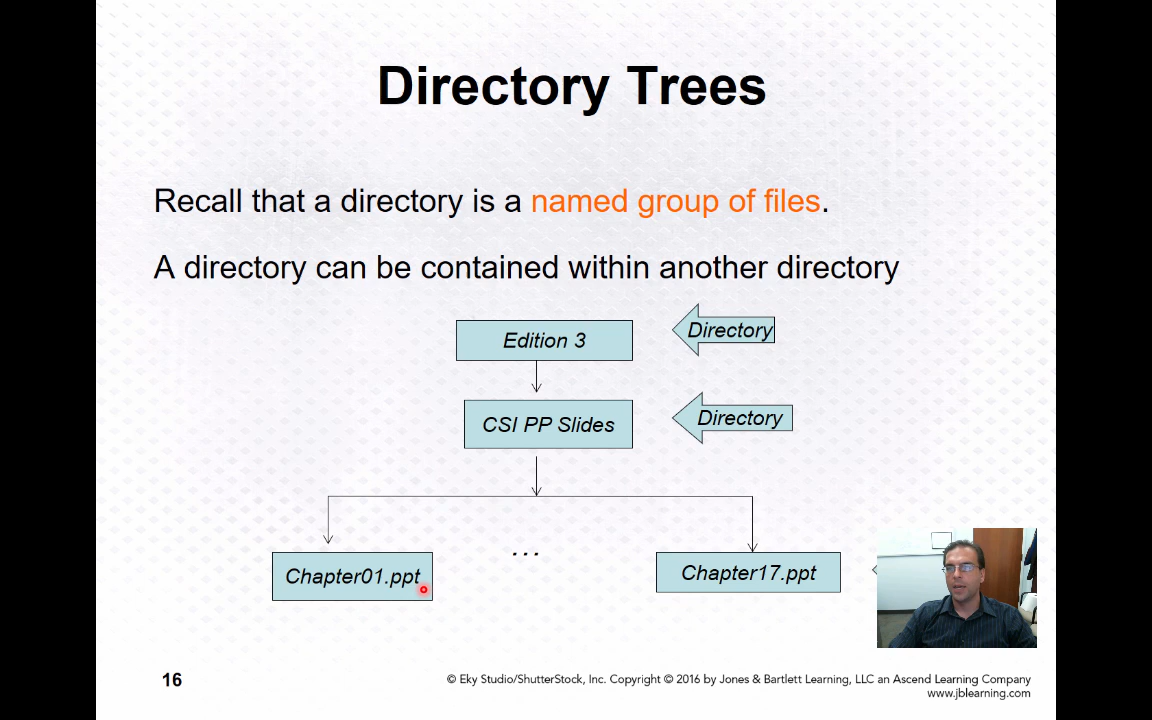 Directory Trees
Recall that a directory is a named group of files.
A directory can be contained within another directory
Edition 3
Directory
CSI PP Slides
Directory
...
Chapter01.ppt
Chapter17.ppt
16
© Eky Studio/ShutterStock, Inc. Copyright © 2016 by Jones & Bartlett Learning, LLC an Ascend Learning Company
www.jblearning.com